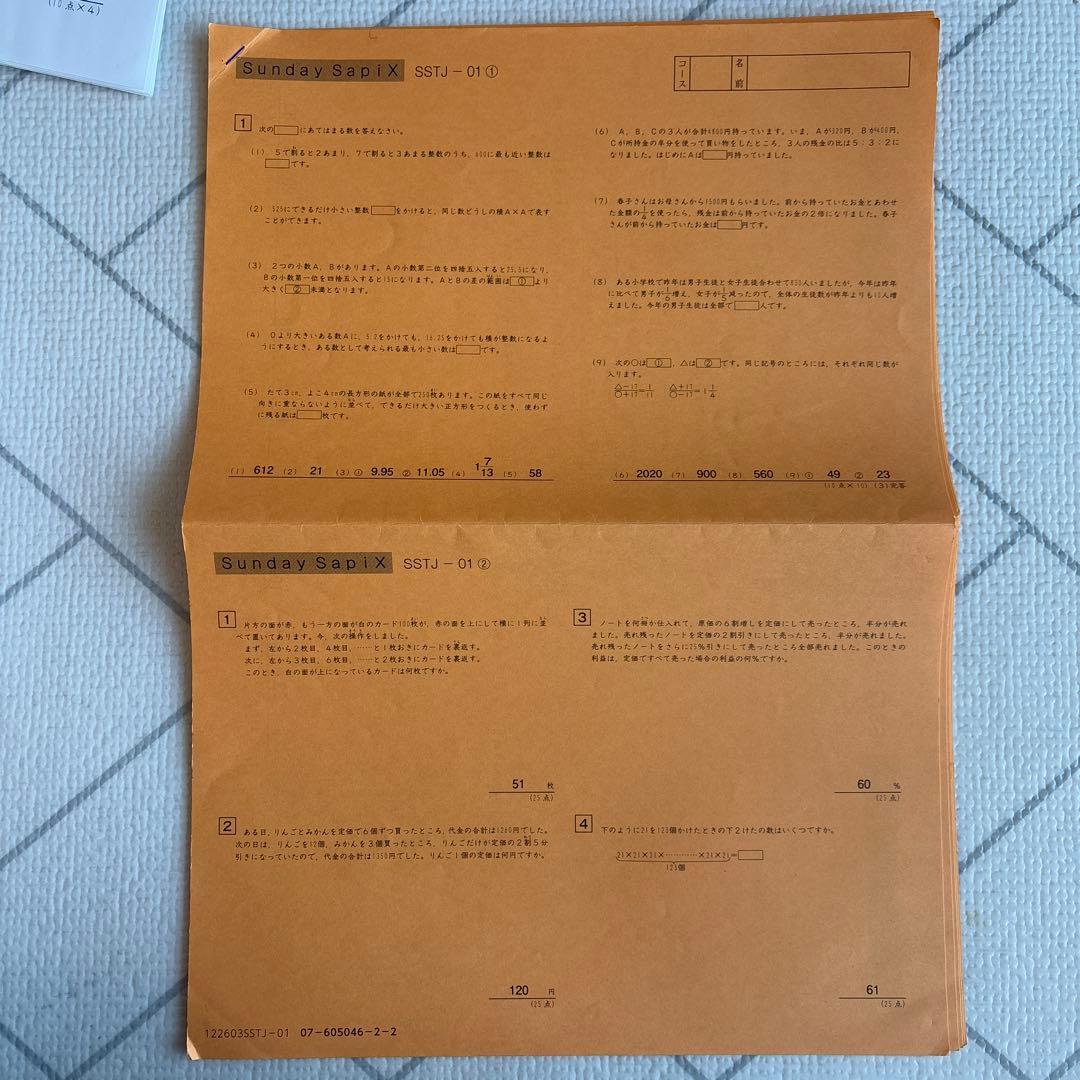 (10点×4)
Sunday SapiX SSTJ－01①
コース 名前
1 次の□にあてはまる数を答えなさい。
(1) 5で割ると2あまり，7で割ると3あまる整数のうち，600に最も近い整数は
□です。
(2) 525にできるだけ小さい整数□をかけると，同じ数どうしの積A×Aで表す
ことができます。
(3) 2つの小数A，Bがあります。Aの小数第二位を四捨五入すると25.5になり，
Bの小数第一位を四捨五入すると15になります。AとBの差の範囲は①より
大きく②未満となります。
(4) 0より大きいある数Aに，5.2をかけても，16.25をかけても積が整数になるよ
うにするとき，ある数として考えられる最も小さい数は□です。
(5) たて3cm，よこ4cmの長方形の紙が全部で250枚あります。この紙をすべて同じ
向きに重ならないように並べて，できるだけ大きい正方形をつくるとき，使わず
に残る紙は□枚です。
(1) 612 (2) 21 (3) ① 9.95 ② 11.05 (4) 1 7/13 (5) 58
(6) A，B，Cの3人が合計4800円持っています。いま，Aが320円，Bが400円，
Cが所持金の半分を使って買い物をしたところ，3人の残金の比は5：3：2に
なりました。はじめにAは□円持っていました。
(7) 春子さんはお母さんから1500円もらいました。前から持っていたお金とあわせ
た金額の1/4を使ったら，残金は前から持っていたお金の2倍になりました。春子
さんが前から持っていたお金は□円です。
(8) ある小学校で昨年は男子生徒と女子生徒合わせて850人いましたが，今年は昨年
に比べて男子が1/6増え，女子が1/5減ったので，全体の生徒数が昨年よりも10人増
えました。今年の男子生徒は全部で□人です。
(9) 次の○は①，△は②です。同じ記号のところには，それぞれ同じ数が
入ります。
△－17/○＋17＝1/11 △＋17/○－17＝1 1/4
(6) 2020 (7) 900 (8) 560 (9) ① 49 ② 23
(10点×10) (3)完答
Sunday SapiX SSTJ－01②
1 片方の面が赤，もう一方の面が白のカード100枚が，赤の面を上にして横に1列に並
べて置いてあります。今，次の操作をしました。
まず，左から2枚目，4枚目，……と1枚おきにカードを裏返す。
次に，左から3枚目，6枚目，……と2枚おきにカードを裏返す。
このとき，白の面が上になっているカードは何枚ですか。
51 枚
(25点)
2 ある日，りんごとみかんを定価で6個ずつ買ったところ，代金の合計は1260円でした。
次の日は，りんごを12個，みかんを3個買ったところ，りんごだけが定価の2割5分
引きになっていたので，代金の合計は1350円でした。りんご1個の定価は何円ですか。
120 円
(25点)
3 ノートを何冊か仕入れて，原価の6割増しを定価にして売ったところ，半分が売れ
ました。売れ残ったノートを定価の2割引きにして売ったところ，半分が売れました。
売れ残ったノートをさらに25%引きにして売ったところ全部売れました。このときの
利益は，定価ですべて売った場合の利益の何%ですか。
60 %
(25点)
4 下のように21を123個かけたときの下2けたの数はいくつですか。
21×21×21×…………×21×21＝□
123個
61
(25点)
122603SSTJ－01 07－605046－2－2